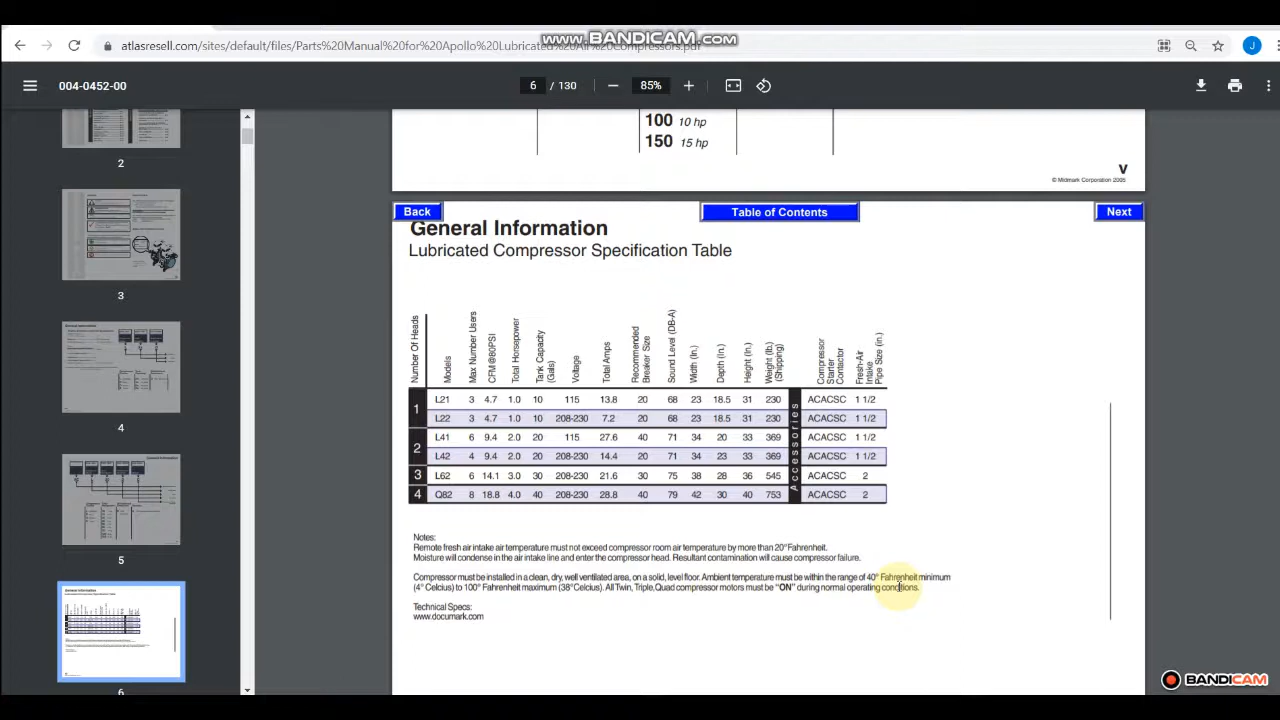 www.BANDICAM.com
atlasresell.com/sites/default/files/Parts%20Manual%20for%20Apollo%20Lubricated%20Air%20Compressors.pdf
J
004-0452-00
6 / 130
85%
2
3
4
5
6
100 10 hp
150 15 hp
V
© Midmark Corporation 2005
Back
Table of Contents
Next
General Information
Lubricated Compressor Specification Table
Number Of Heads Models Max Number Users CFM@80PSI Total Horsepower Tank Capacity (Gals) Voltage Total Amps Recommended Breaker Size Sound Level (DB-A) Width (In.) Depth (In.) Height (In.) Weight (lb.) (Shipping) Accessories Compressor Starter Contactor Fresh-Air Intake Pipe Size (in.)
1 L21 3 4.7 1.0 10 115 13.8 20 68 23 18.5 31 230 ACACSC 1 1/2
L22 3 4.7 1.0 10 208-230 7.2 20 68 23 18.5 31 230 ACACSC 1 1/2
2 L41 6 9.4 2.0 20 115 27.6 40 71 34 20 33 369 ACACSC 1 1/2
L42 4 9.4 2.0 20 208-230 14.4 20 71 34 23 33 369 ACACSC 1 1/2
3 L62 6 14.1 3.0 30 208-230 21.6 30 75 38 28 36 545 ACACSC 2
4 Q82 8 18.8 4.0 40 208-230 28.8 40 79 42 30 40 753 ACACSC 2
Notes:
Remote fresh air intake air temperature must not exceed compressor room air temperature by more than 20°Fahrenheit.
Moisture will condense in the air intake line and enter the compressor head. Resultant contamination will cause compressor failure.
Compressor must be installed in a clean, dry, well ventilated area, on a solid, level floor. Ambient temperature must be within the range of 40° Fahrenheit minimum
(4° Celcius) to 100° Fahrenheit maximum (38°Celcius). All Twin, Triple,Quad compressor motors must be "ON" during normal operating conditions.
Technical Specs:
www.documark.com
BANDICAM